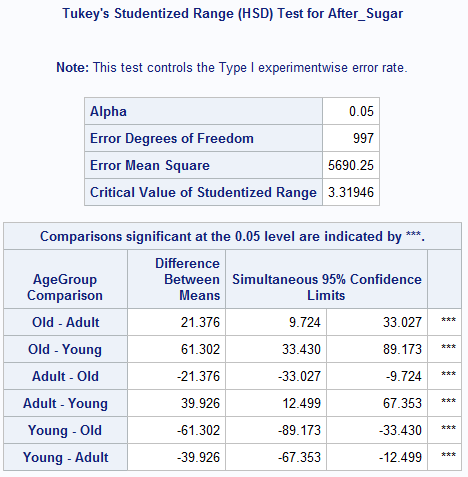 Tukey's Studentized Range (HSD) Test for After_Sugar
Note: This test controls the Type I experimentwise error rate.
Alpha 0.05
Error Degrees of Freedom 997
Error Mean Square 5690.25
Critical Value of Studentized Range 3.31946
Comparisons significant at the 0.05 level are indicated by ***.
AgeGroup Comparison Difference Between Means Simultaneous 95% Confidence Limits
Old - Adult 21.376 9.724 33.027 ***
Old - Young 61.302 33.430 89.173 ***
Adult - Old -21.376 -33.027 -9.724 ***
Adult - Young 39.926 12.499 67.353 ***
Young - Old -61.302 -89.173 -33.430 ***
Young - Adult -39.926 -67.353 -12.499 ***